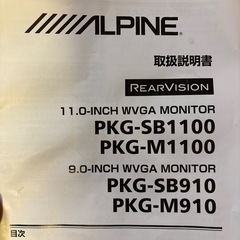 ALPINE
取扱説明書
REARVISION
11.0-INCH WVGA MONITOR
PKG-SB1100
PKG-M1100
9.0-INCH WVGA MONITOR
PKG-SB910
PKG-M910
目次